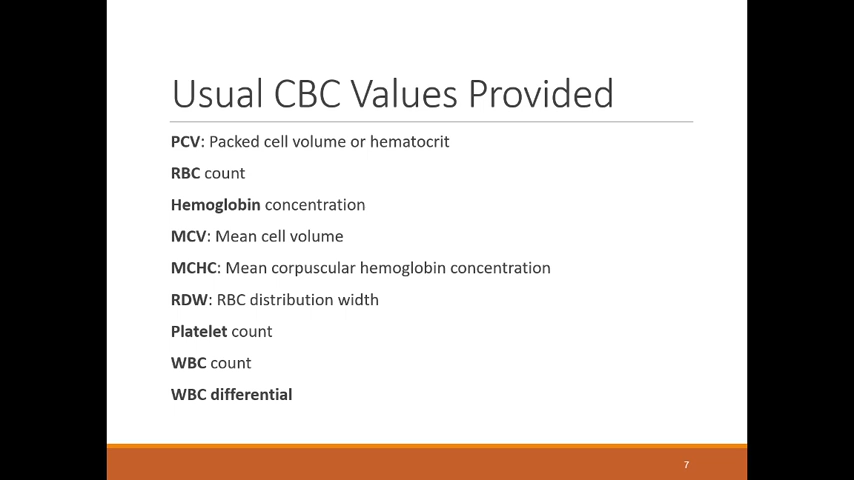 Usual CBC Values Provided
PCV: Packed cell volume or hematocrit
RBC count
Hemoglobin concentration
MCV: Mean cell volume
MCHC: Mean corpuscular hemoglobin concentration
RDW: RBC distribution width
Platelet count
WBC count
WBC differential
7